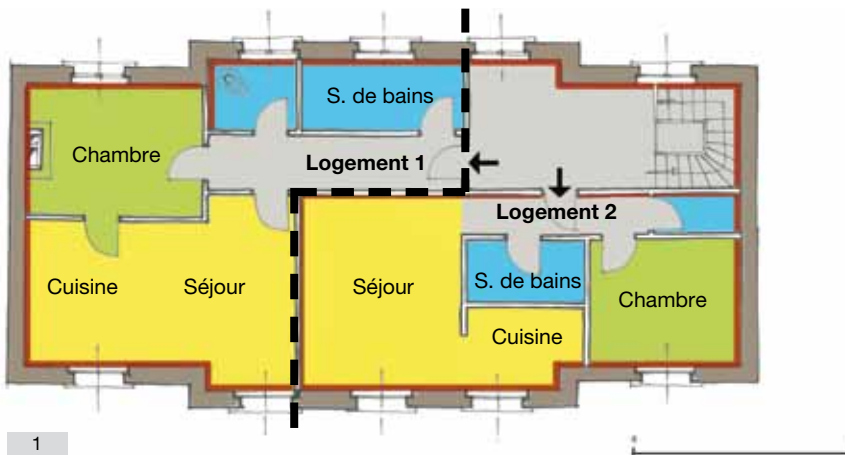 S. de bains
Chambre
Logement 1
Logement 2
Cuisine
Séjour
Séjour
S. de bains
Chambre
Cuisine
1